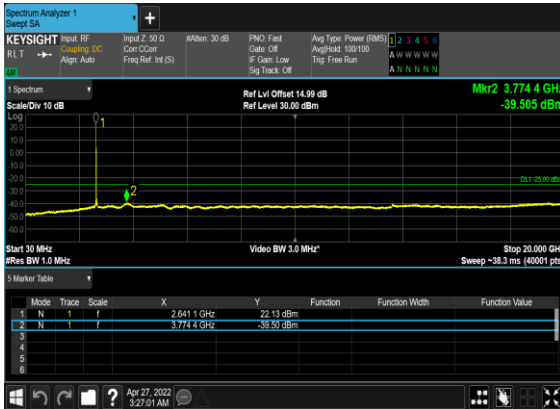 Spectrum Analyzer 1
Swept SA
+
KEYSIGHT
RLT
Input: RF
Coupling: DC
Align: Auto
Input Z: 50 Ω
Corr CCorr
Freq Ref: Int (S)
#Atten: 30 dB
PNO: Fast
Gate: Off
IF Gain: Low
Sig Track: Off
Avg Type: Power (RMS)
Avg|Hold: 100/100
Trig: Free Run
1 2 3 4 5 6
A W W W W W
A N N N N N
1 Spectrum
Scale/Div 10 dB
Ref Lvl Offset 14.99 dB
Ref Level 30.00 dBm
Mkr2 3.774 4 GHz
-39.505 dBm
Log
20.0
10.0
0.00
-10.0
-20.0
-30.0
-40.0
-50.0
-60.0
1
2
DL1 -25.00 dBm
Start 30 MHz
#Res BW 1.0 MHz
Video BW 3.0 MHz*
Stop 20.000 GHz
Sweep ~38.3 ms (40001 pts)
5 Marker Table
Mode Trace Scale X Y Function Function Width Function Value
1 N 1 f 2.641 1 GHz 22.13 dBm
2 N 1 f 3.774 4 GHz -39.50 dBm
3
4
5
6
?
Apr 27, 2022
3:27:01 AM